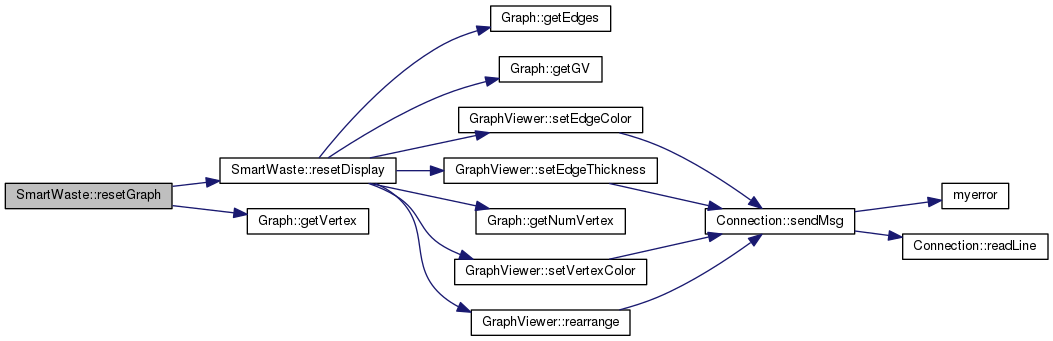 Graph::getEdges
Graph::getGV
GraphViewer::setEdgeColor
SmartWaste::resetDisplay
GraphViewer::setEdgeThickness
SmartWaste::resetGraph
myerror
Graph::getVertex
Graph::getNumVertex
Connection::sendMsg
Connection::readLine
GraphViewer::setVertexColor
GraphViewer::rearrange